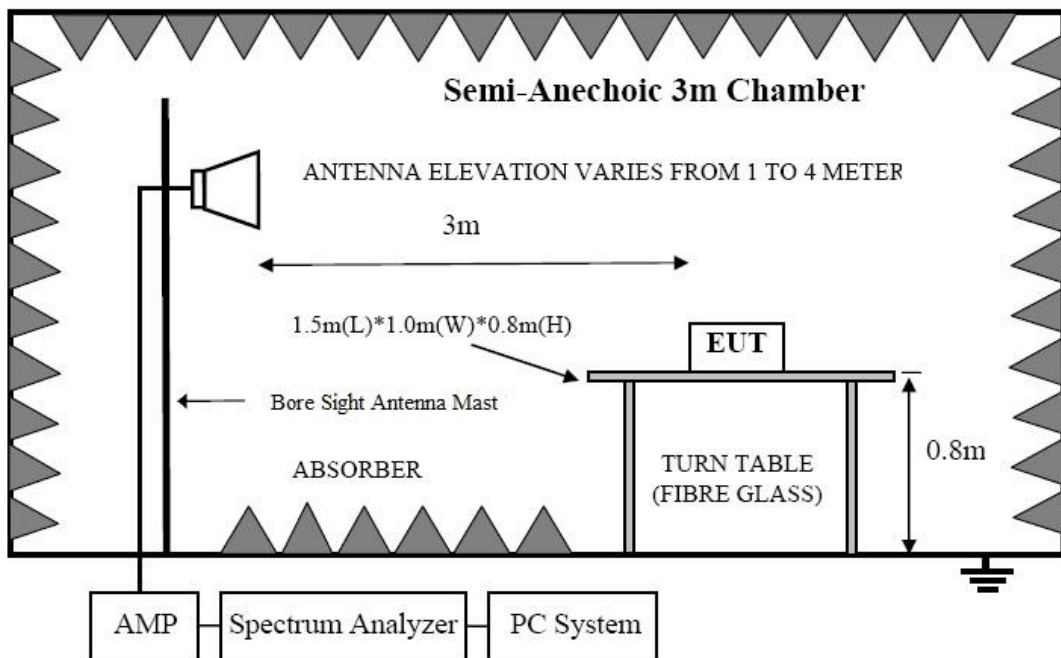 Semi-Anechoic 3m Chamber
ANTENNA ELEVATION VARIES FROM 1 TO 4 METER
3m
1.5m(L)*1.0m(W)*0.8m(H)
EUT
Bore Sight Antenna Mast
0.8m
ABSORBER
TURN TABLE
(FIBRE GLASS)
AMP
Spectrum Analyzer
PC System